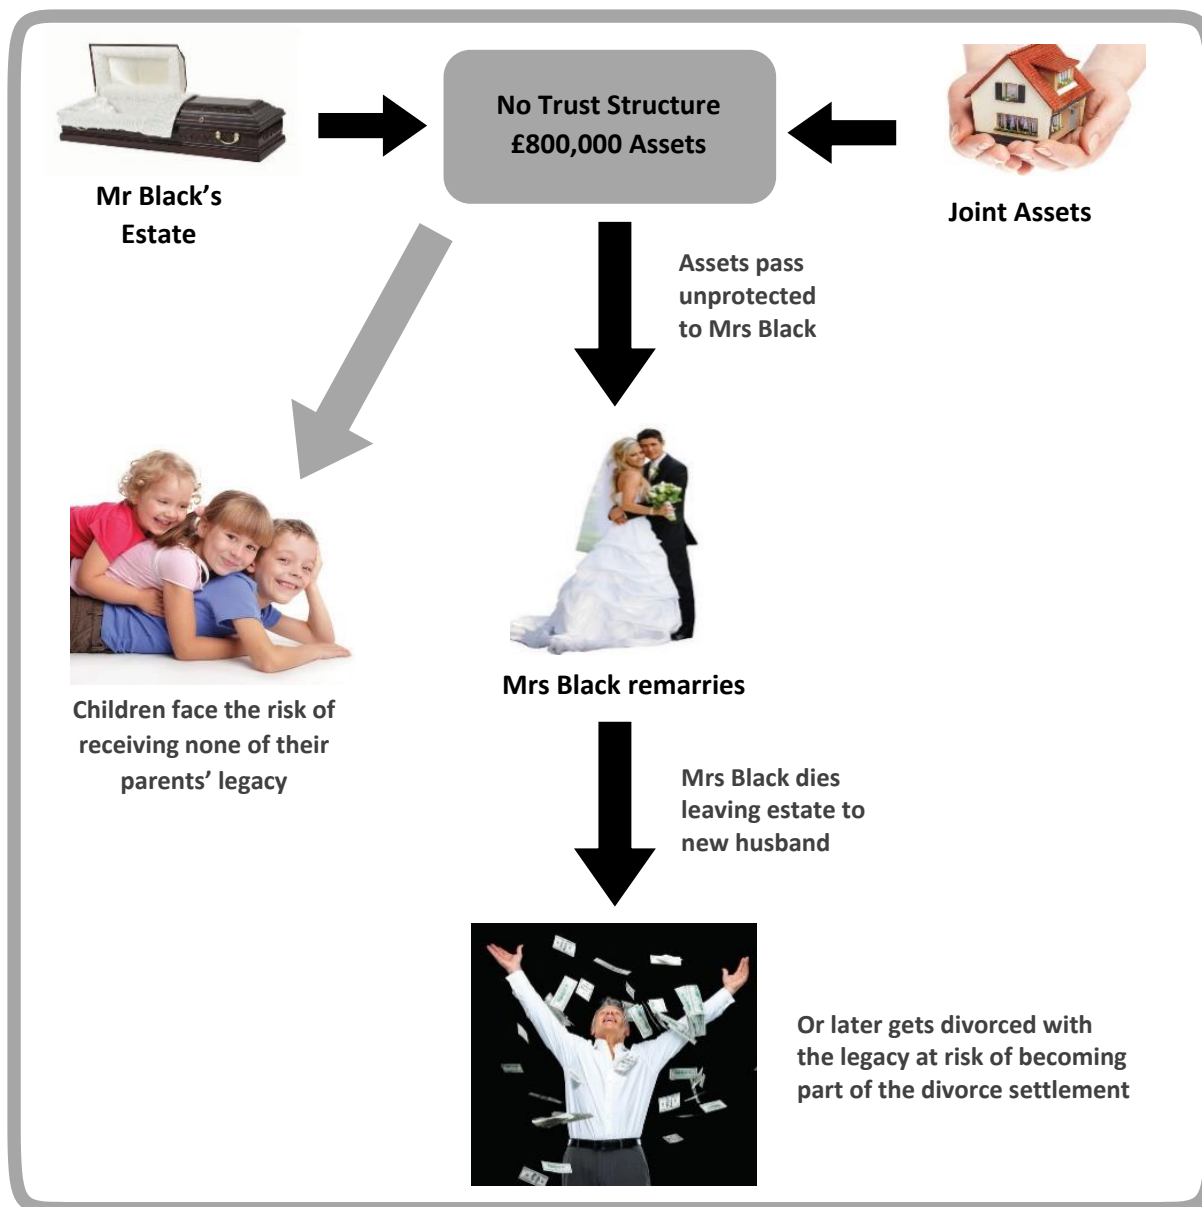 No Trust Structure
£800,000 Assets
Mr Black’s
Estate
Joint Assets
Assets pass
unprotected
to Mrs Black
Mrs Black remarries
Children face the risk of
receiving none of their
parents’ legacy
Mrs Black dies
leaving estate to
new husband
Or later gets divorced with
the legacy at risk of becoming
part of the divorce settlement